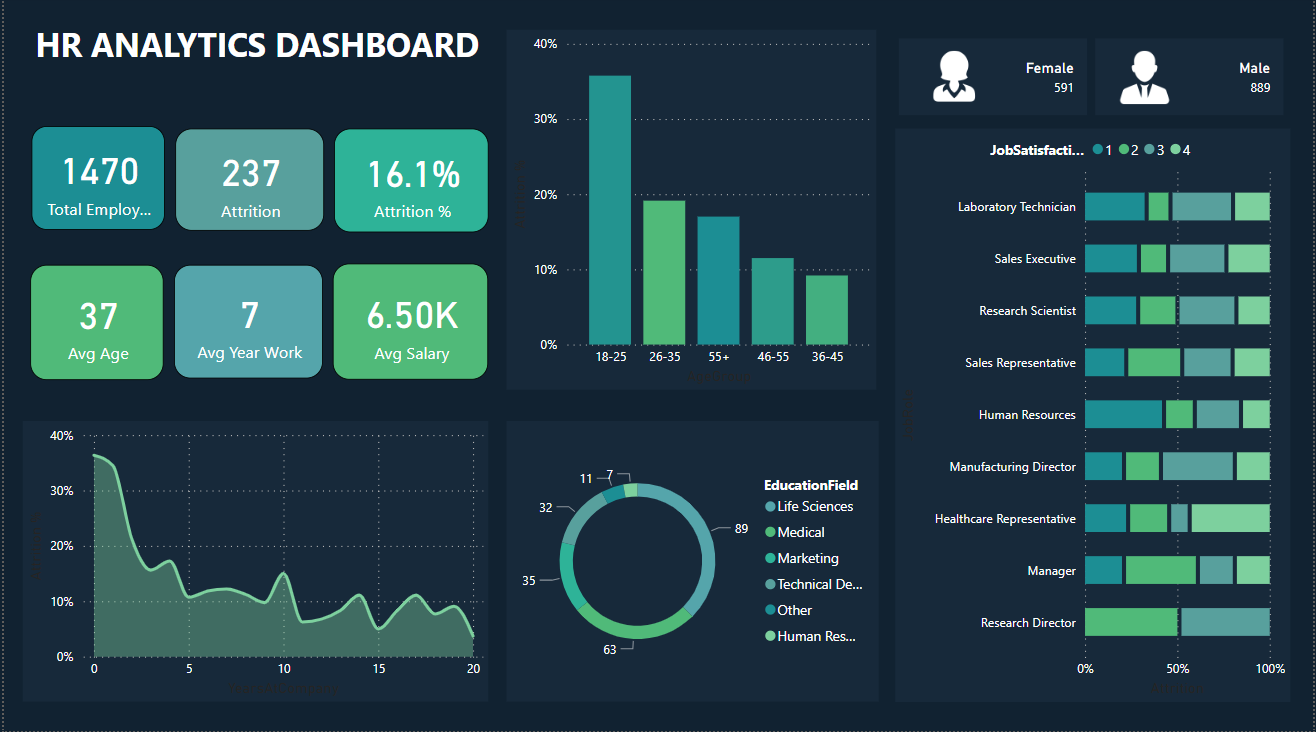 HR ANALYTICS DASHBOARD
1470
Total Employ...
237
Attrition
16.1%
Attrition %
37
Avg Age
7
Avg Year Work
6.50K
Avg Salary
40%
30%
20%
10%
0%
18-25
26-35
55+
46-55
36-45
Female
591
Male
889
JobSatisfacti... 1 2 3 4
Laboratory Technician
Sales Executive
Research Scientist
Sales Representative
Human Resources
Manufacturing Director
Healthcare Representative
Manager
Research Director
0% 50% 100%
40%
30%
20%
10%
0%
0 5 10 15 20
89
63
35
32
11
7
EducationField
Life Sciences
Medical
Marketing
Technical De...
Other
Human Res...